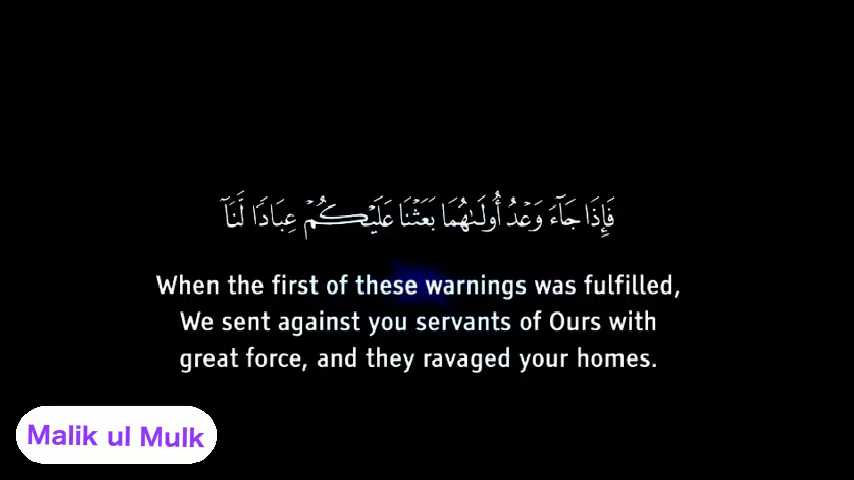 فَإِذَا جَآءَ وَعْدُ أُولَىٰهُمَا بَعَثْنَا عَلَيْكُمْ عِبَادًا لَّنَآ
When the first of these warnings was fulfilled,
We sent against you servants of Ours with
great force, and they ravaged your homes.
Malik ul Mulk